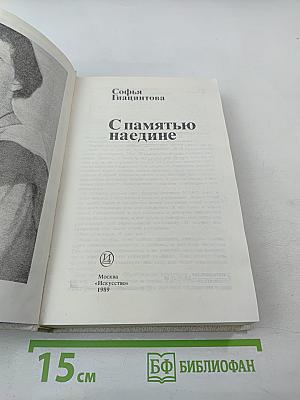 Софья
Гиацинтова
С памятью
наедине
Москва
«Искусство»
1989
15 см
БФ БИБЛИОФАН